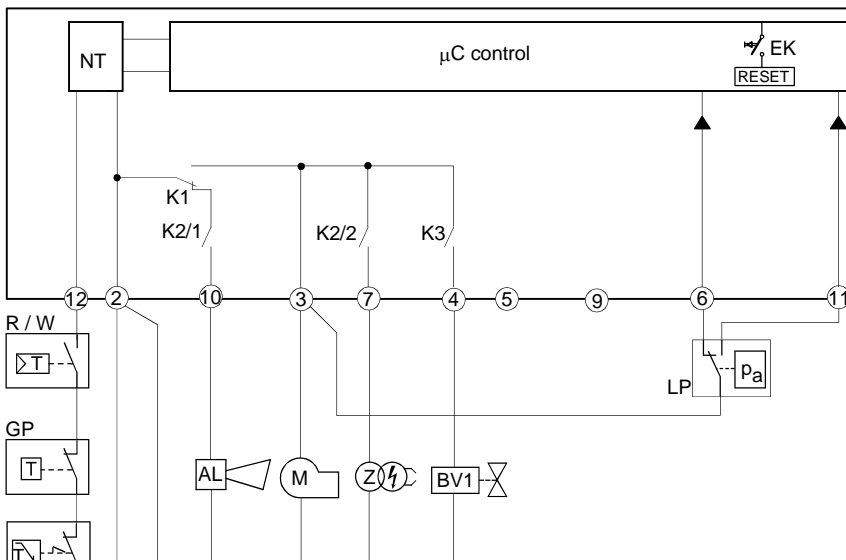 NT
μC control
EK
RESET
K1
K2/1
K2/2
K3
12
2
10
3
7
4
5
9
6
11
R / W
T
LP
pa
GP
T
AL
M
Z
BV1
T